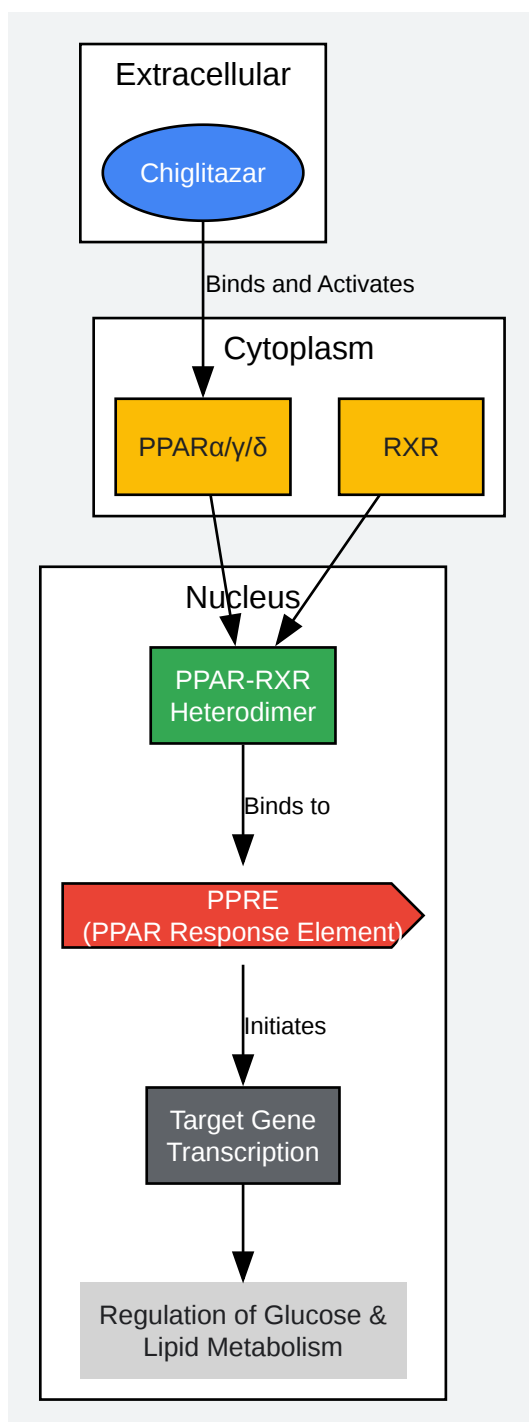 Extracellular
Chiglitazar
Binds and Activates
Cytoplasm
PPARα/γ/δ
RXR
Nucleus
PPAR-RXR
Heterodimer
Binds to
PPRE
(PPAR Response Element)
Initiates
Target Gene
Transcription
Regulation of Glucose &
Lipid Metabolism